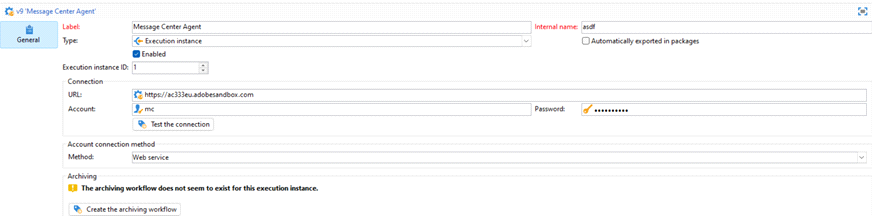 v9 'Message Center Agent'
General
Label: Message Center Agent Internal name: asdf
Type: Execution instance Automatically exported in packages
Enabled
Execution instance ID: 1
Connection
URL: https://ac333eu.adobesandbox.com
Account: mc Password: ••••••••••
Test the connection
Account connection method
Method: Web service
Archiving
The archiving workflow does not seem to exist for this execution instance.
Create the archiving workflow